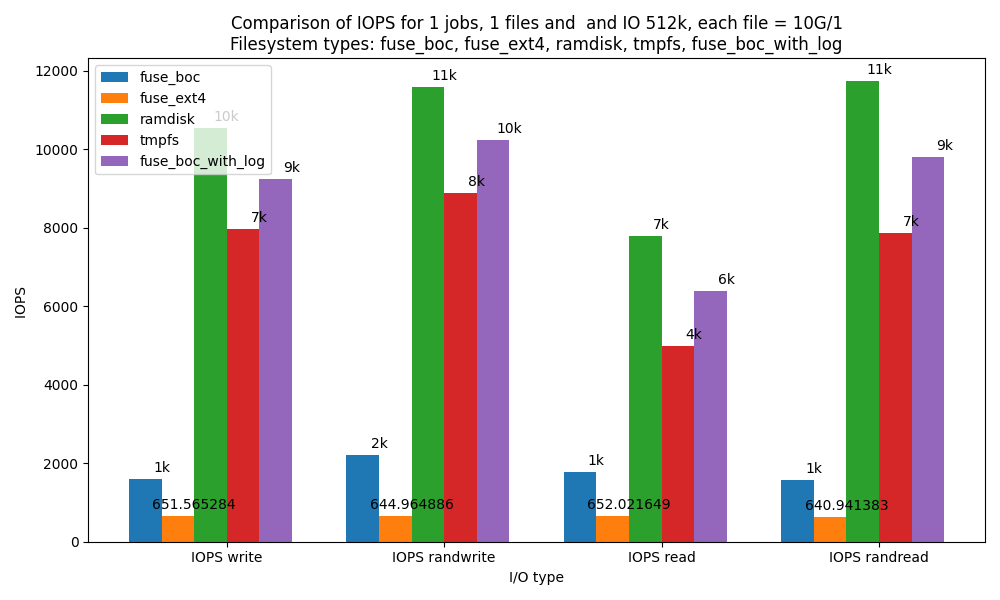 Comparison of IOPS for 1 jobs, 1 files and  and IO 512k, each file = 10G/1
Filesystem types: fuse_boc, fuse_ext4, ramdisk, tmpfs, fuse_boc_with_log
IOPS
12000
10000
8000
6000
4000
2000
0
fuse_boc
fuse_ext4
ramdisk
tmpfs
fuse_boc_with_log
1k
651.565284
10k
7k
9k
2k
644.964886
11k
8k
10k
1k
652.021649
7k
4k
6k
1k
640.941383
11k
7k
9k
IOPS write
IOPS randwrite
IOPS read
IOPS randread
I/O type